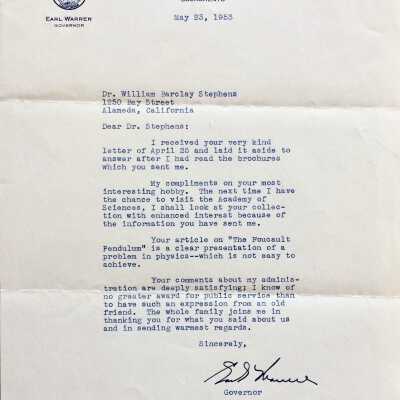 SACRAMENTO
EARL WARREN
GOVERNOR
May 23, 1953
Dr. William Barclay Stephens
1250 Bay Street
Alameda, California
Dear Dr. Stephens:
I received your very kind
letter of April 25 and laid it aside to
answer after I had read the brochures
which you sent me.
My compliments on your most
interesting hobby. The next time I have
the chance to visit the Academy of
Sciences, I shall look at your collec-
tion with enhanced interest because of
the information you have sent me.
Your article on "The Foucault
Pendulum" is a clear presentation of a
problem in physics--which is not easy to
achieve.
Your comments about my adminis-
tration are deeply satisfying; I know of
no greater award for public service than
to have such an expression from an old
friend. The whole family joins me in
thanking you for what you said about us
and in sending warmest regards.
Sincerely,
Earl Warren
Governor